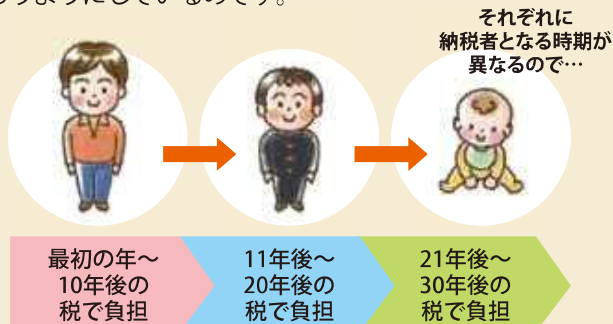 ようにしているのです。
それぞれに
納税者となる時期が
異なるので…
最初の年～
10年後の
税で負担
11年後～
20年後の
税で負担
21年後～
30年後の
税で負担